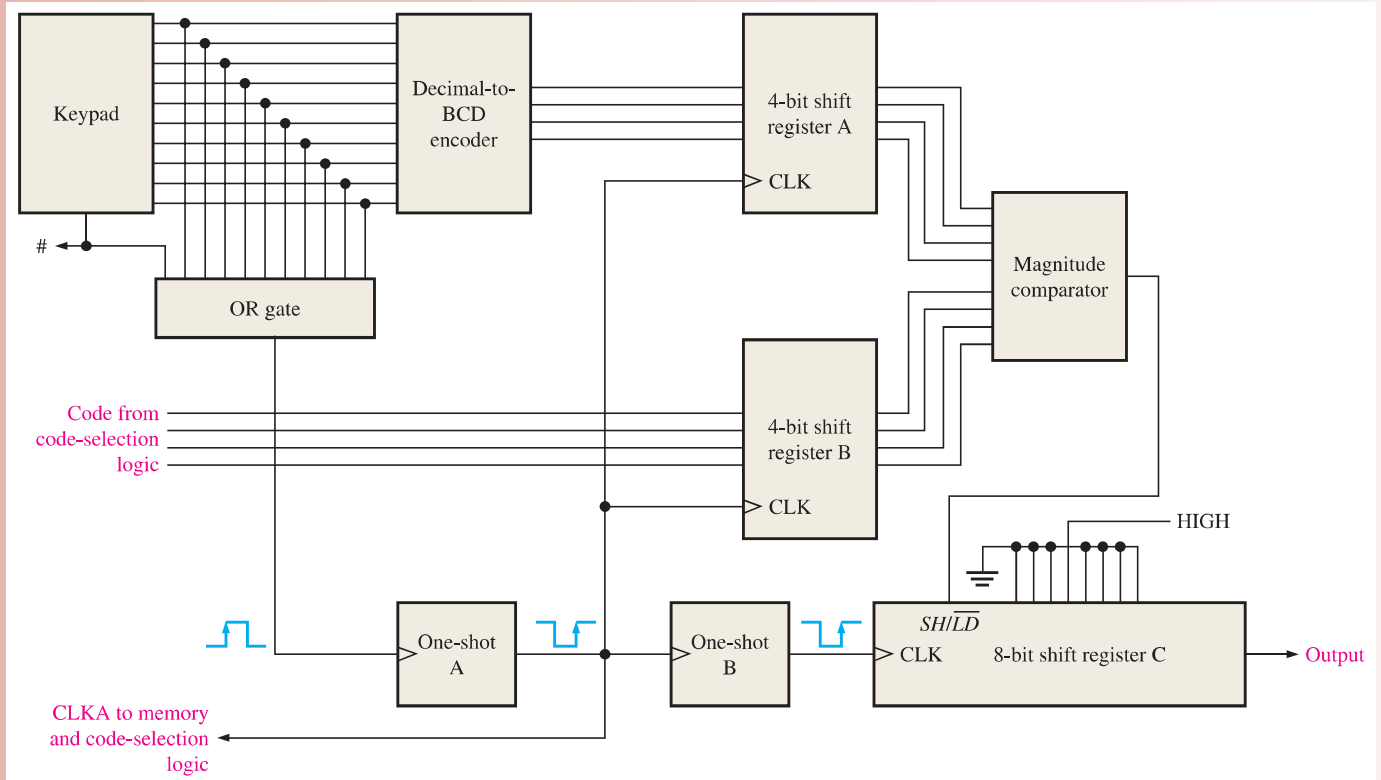 Keypad
Decimal-to-
BCD
encoder
4-bit shift
register A
CLK
#
OR gate
Magnitude
comparator
Code from
code-selection
logic
4-bit shift
register B
CLK
HIGH
One-shot
A
One-shot
B
SH/L̅D̅
CLK
8-bit shift register C
Output
CLKA to memory
and code-selection
logic